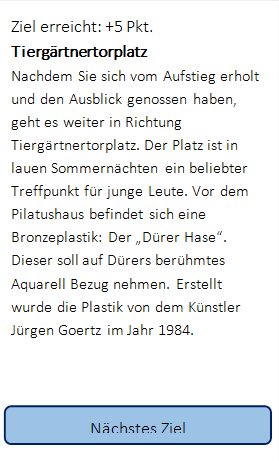 Ziel erreicht: +5 Pkt.
Tiergärtnertorplatz
Nachdem Sie sich vom Aufstieg erholt
und den Ausblick genossen haben,
geht es weiter in Richtung
Tiergärtnertorplatz. Der Platz ist in
lauen Sommernächten ein beliebter
Treffpunkt für junge Leute. Vor dem
Pilatushaus befindet sich eine
Bronzeplastik: Der „Dürer Hase“.
Dieser soll auf Dürers berühmtes
Aquarell Bezug nehmen. Erstellt
wurde die Plastik von dem Künstler
Jürgen Goertz im Jahr 1984.
Nächstes Ziel